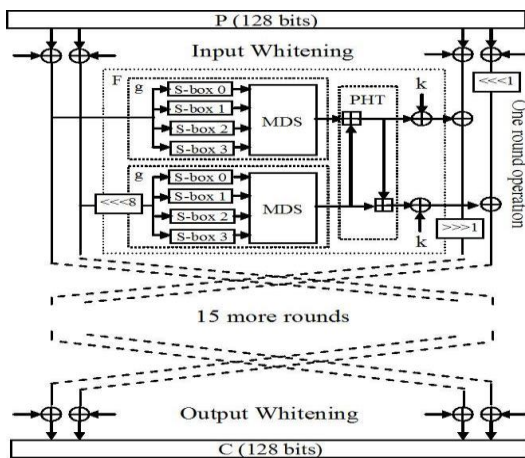 P (128 bits)
Input Whitening
<<<1
F
g
S-box 0
S-box 1
S-box 2
S-box 3
MDS
PHT
k
One round operation
<<<8
g
S-box 0
S-box 1
S-box 2
S-box 3
MDS
k
>>>1
15 more rounds
Output Whitening
C (128 bits)